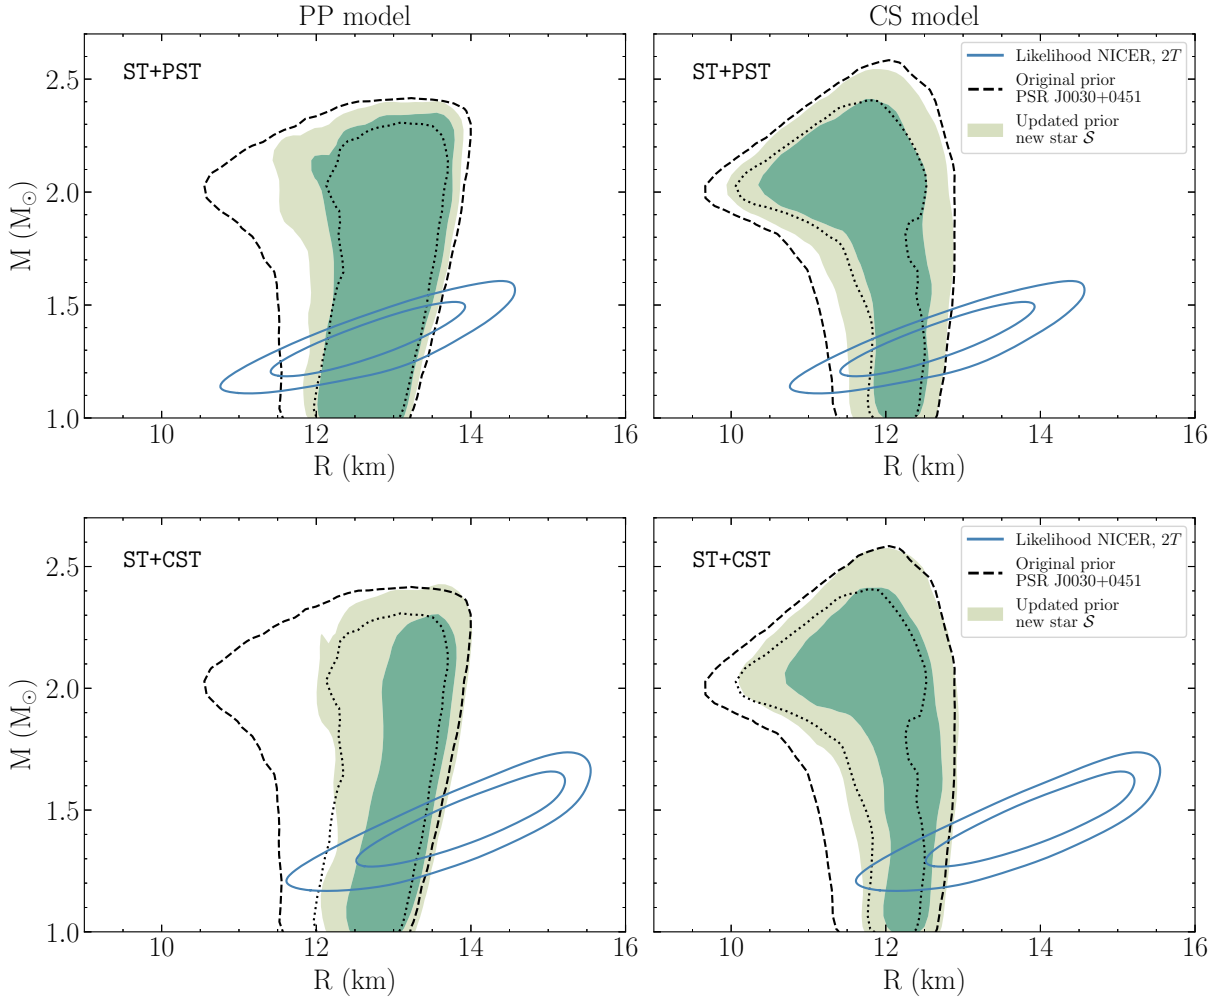 PP model
CS model
ST+PST
M (M⊙)
2.5
2.0
1.5
1.0
10
12
14
16
R (km)
ST+PST
Likelihood NICER, 2T
Original prior
PSR J0030+0451
Updated prior
new star 𝒮
10
12
14
16
R (km)
ST+CST
M (M⊙)
2.5
2.0
1.5
1.0
10
12
14
16
R (km)
ST+CST
Likelihood NICER, 2T
Original prior
PSR J0030+0451
Updated prior
new star 𝒮
10
12
14
16
R (km)